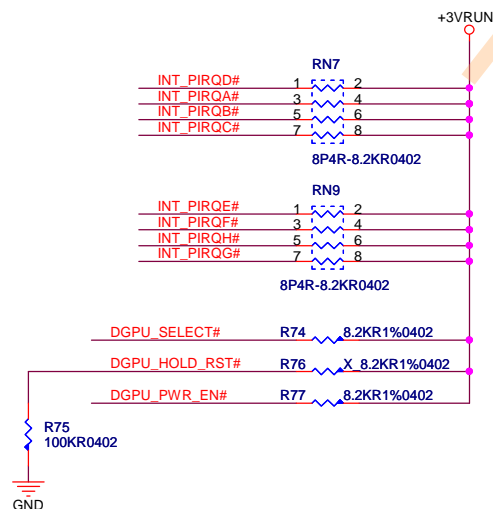 +3VRUN
RN7
INT_PIRQD# 1 2
INT_PIRQA# 3 4
INT_PIRQB# 5 6
INT_PIRQC# 7 8
8P4R-8.2KR0402
RN9
INT_PIRQE# 1 2
INT_PIRQF# 3 4
INT_PIRQH# 5 6
INT_PIRQG# 7 8
8P4R-8.2KR0402
DGPU_SELECT# R74 8.2KR1%0402
DGPU_HOLD_RST# R76 X_8.2KR1%0402
DGPU_PWR_EN# R77 8.2KR1%0402
R75
100KR0402
GND